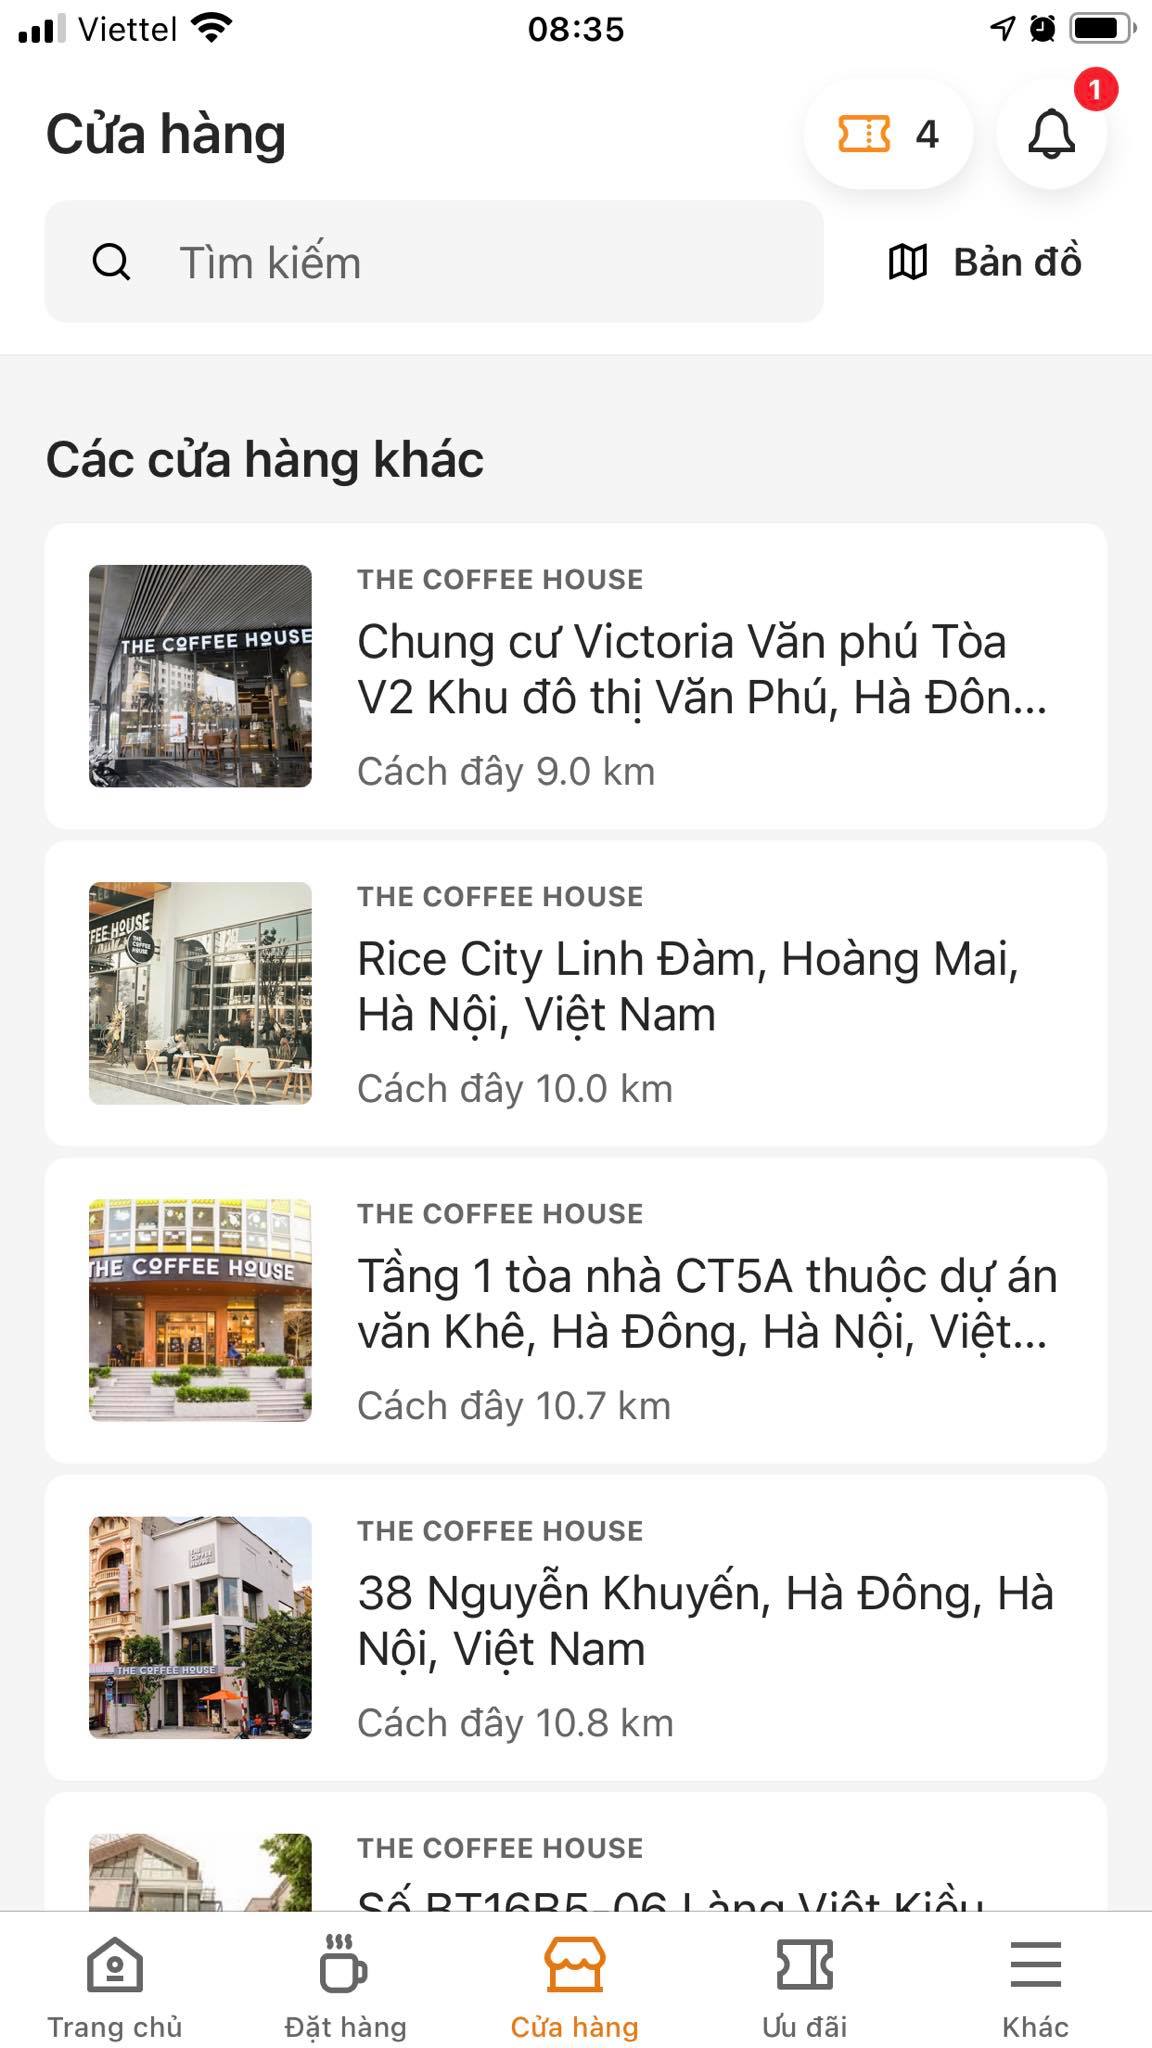 Viettel
08:35
Cửa hàng
4
1
Tìm kiếm
Bản đồ
Các cửa hàng khác
THE COFFEE HOUSE
THE COFFEE HOUSE
Chung cư Victoria Văn phú Tòa
V2 Khu đô thị Văn Phú, Hà Đôn...
Cách đây 9.0 km
FEE HOUSE
THE COFFEE HOUSE
THE COFFEE HOUSE
Rice City Linh Đàm, Hoàng Mai,
Hà Nội, Việt Nam
Cách đây 10.0 km
THE COFFEE HOUSE
THE COFFEE HOUSE
Tầng 1 tòa nhà CT5A thuộc dự án
văn Khê, Hà Đông, Hà Nội, Việt...
Cách đây 10.7 km
THE COFFEE HOUSE
THE COFFEE HOUSE
THE COFFEE HOUSE
38 Nguyễn Khuyến, Hà Đông, Hà
Nội, Việt Nam
Cách đây 10.8 km
THE COFFEE HOUSE
Số BT16B5-06 Làng Việt Kiều
Trang chủ
Đặt hàng
Cửa hàng
Ưu đãi
Khác